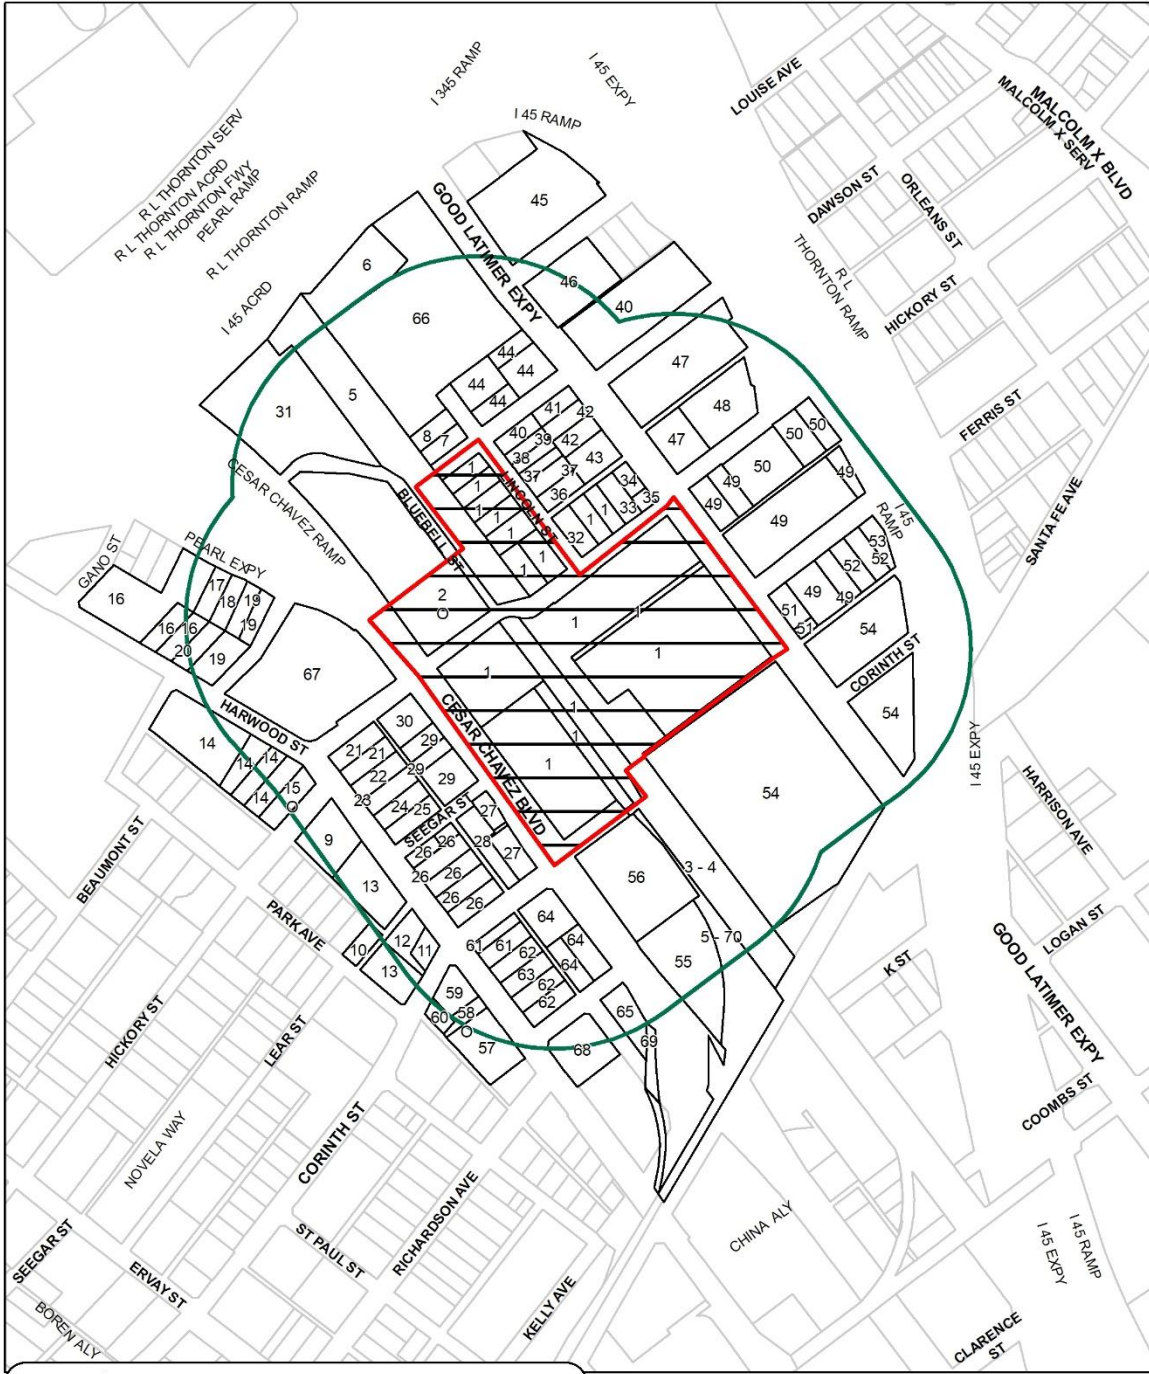 I 345 RAMP
I 45 EXPY
LOUISE AVE
MALCOLM X BLVD
MALCOLM X SERV
I 45 RAMP
R L THORNTON SERV
R L THORNTON ACRD
R L THORNTON FWY
PEARL RAMP
R L THORNTON RAMP
GOOD LATIMER EXPY
45
DAWSON ST
ORLEANS ST
R L
THORNTON RAMP
I 45 ACRD
6
46
40
HICKORY ST
66
44
44
44
44
47
5
31
48
47
FERRIS ST
8
7
41
42
40
39
42
38
37
37
43
36
50
50
50
49
49
49
49
1
1
1
1
1
1
1
LINCOLN ST
34
33
35
1
1
32
BLUEBELL ST
CESAR CHAVEZ RAMP
I 45
RAMP
SANTA FE AVE
GANO ST
PEARL EXPY
16
17
18
19
19
16
16
20
19
2
1
1
1
1
1
1
1
53
52
52
49
49
51
51
54
CORINTH ST
54
67
HARWOOD ST
CESAR CHAVEZ BLVD
14
14
14
14
15
30
29
29
29
21
21
22
23
24
25
SEEGAR ST
27
28
27
54
I 45 EXPY
HARRISON AVE
9
13
26
26
26
26
26
26
26
56
3 - 4
BEAUMONT ST
PARK AVE
10
12
11
13
61
61
62
63
62
62
64
64
64
5 - 70
55
K ST
LOGAN ST
GOOD LATIMER EXPY
59
58
60
57
65
69
68
HICKORY ST
LEAR ST
NOVELA WAY
CORINTH ST
COOMBS ST
RICHARDSON AVE
ST PAUL ST
CHINA ALY
I 45 EXPY
I 45 RAMP
SEEGAR ST
ERVAY ST
BOREN ALY
KELLY AVE
CLARENCE
ST